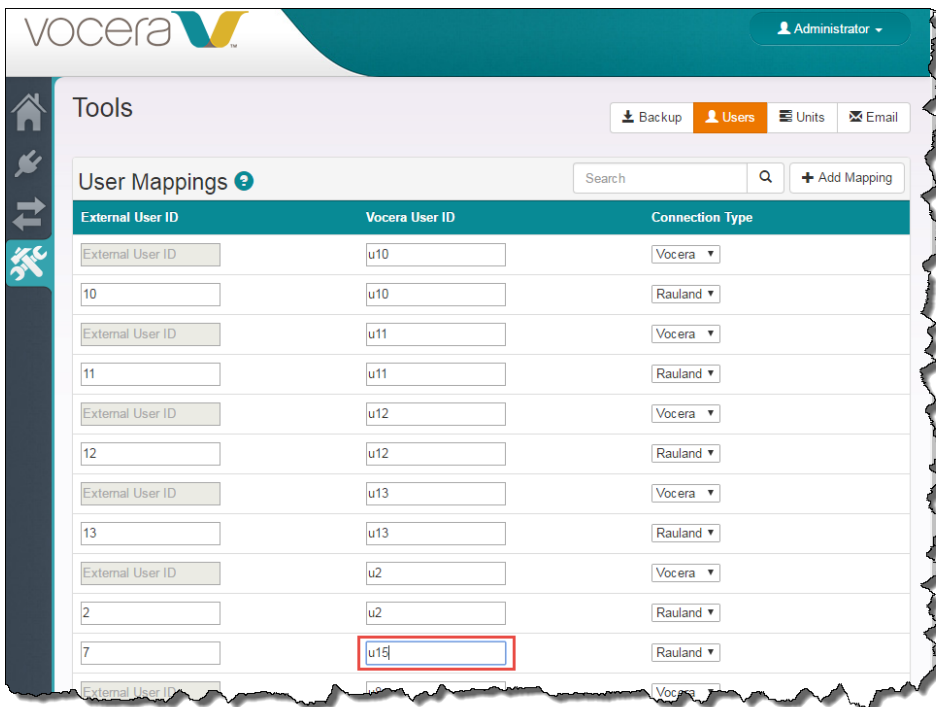 vocera
Administrator
Tools
Backup Users Units Email
User Mappings ?
Search Add Mapping
External User ID Vocera User ID Connection Type
External User ID u10 Vocera
10 u10 Rauland
External User ID u11 Vocera
11 u11 Rauland
External User ID u12 Vocera
12 u12 Rauland
External User ID u13 Vocera
13 u13 Rauland
External User ID u2 Vocera
2 u2 Rauland
7 u15 Rauland
External User ID Vocera